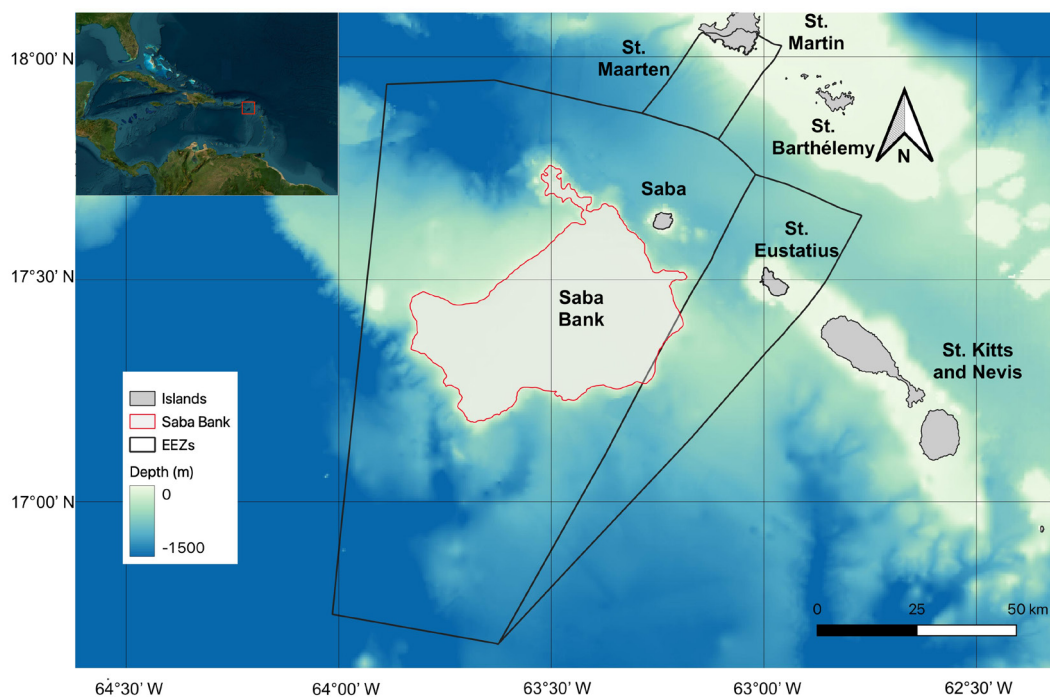 18°00' N
17°30' N
17°00' N
St.
Maarten
St.
Martin
St.
Barthélemy
N
Saba
St.
Eustatius
Saba
Bank
St. Kitts
and Nevis
Islands
Saba Bank
EEZs
Depth (m)
0
-1500
0
25
50 km
64°30' W
64°00' W
63°30' W
63°00' W
62°30' W